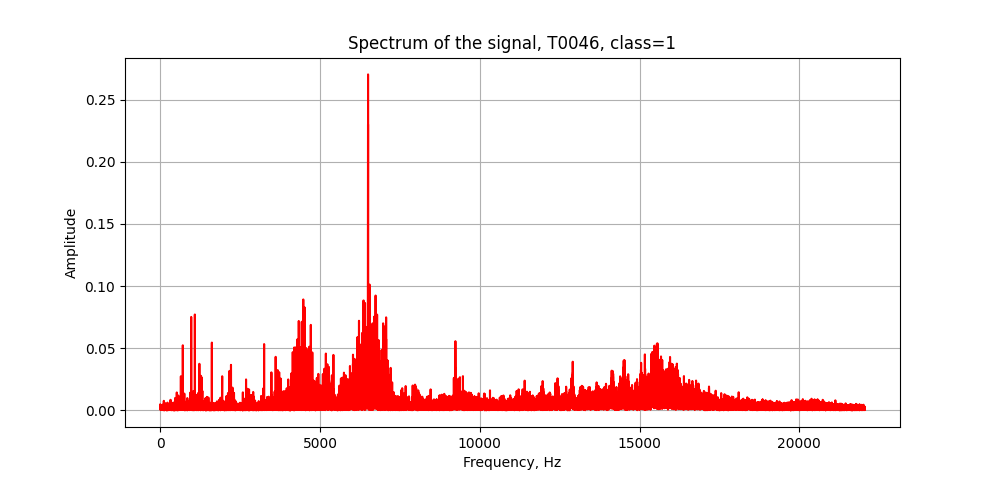 Spectrum of the signal, T0046, class=1
Amplitude
0.25
0.20
0.15
0.10
0.05
0.00
0 5000 10000 15000 20000
Frequency, Hz